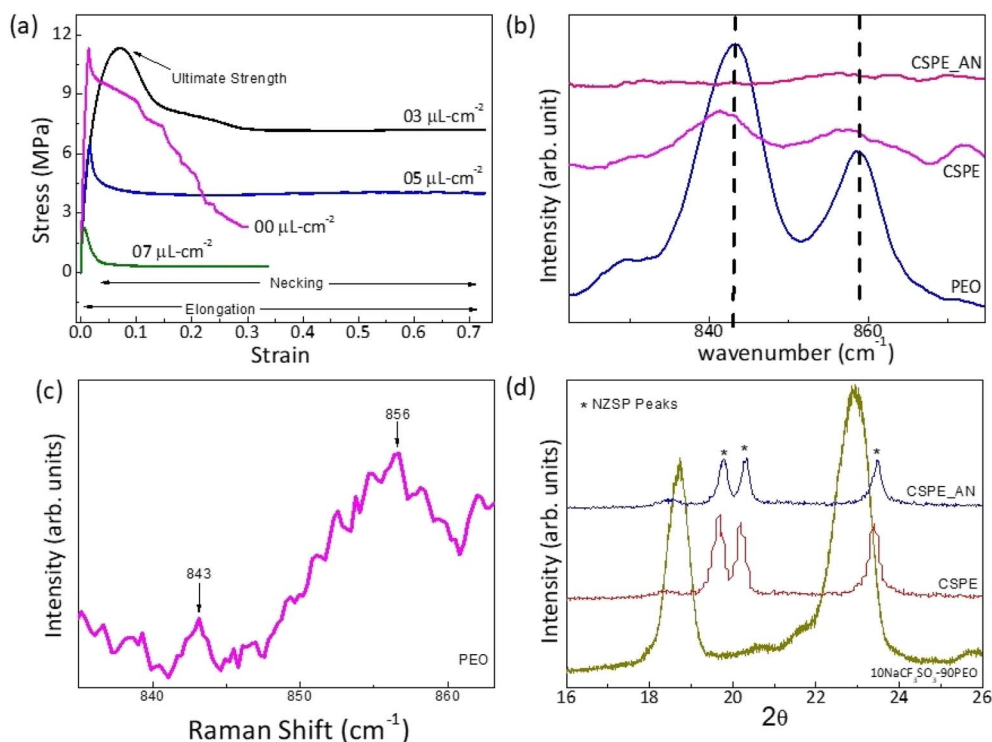 (a)
12
9
6
3
0
Stress (MPa)
Ultimate Strength
03 μL-cm⁻²
05 μL-cm⁻²
00 μL-cm⁻²
07 μL-cm⁻²
Necking
Elongation
0.0 0.1 0.2 0.3 0.4 0.5 0.6 0.7
Strain
(b)
Intensity (arb. unit)
CSPE_AN
CSPE
PEO
840 860
wavenumber (cm⁻¹)
(c)
Intensity (arb. units)
843
856
PEO
840 850 860
Raman Shift (cm⁻¹)
(d)
Intensity (arb. units)
* NZSP Peaks
* * *
CSPE_AN
CSPE
10NaCF₃SO₃-90PEO
16 18 20 22 24 26
2θ